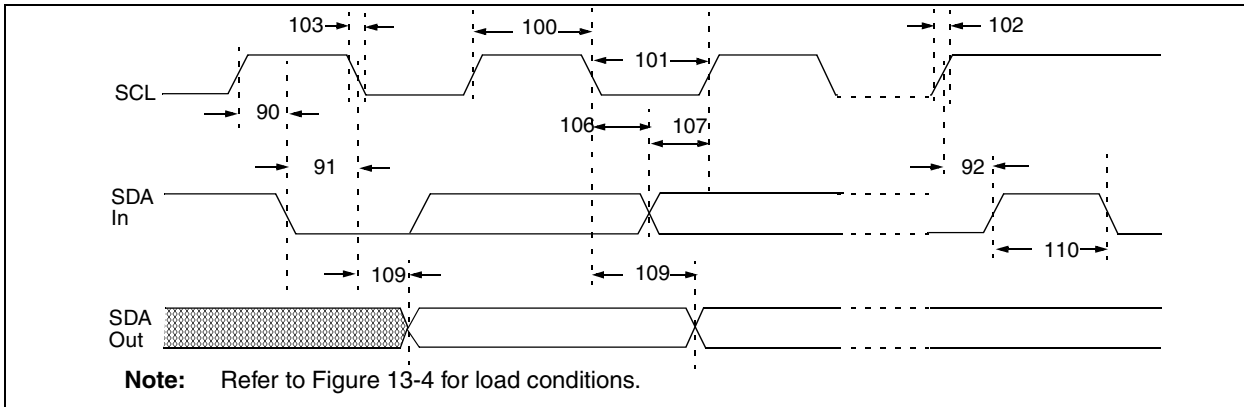 103
100
101
102
SCL
90
106
107
91
92
SDA
In
109
109
110
SDA
Out
Note: Refer to Figure 13-4 for load conditions.